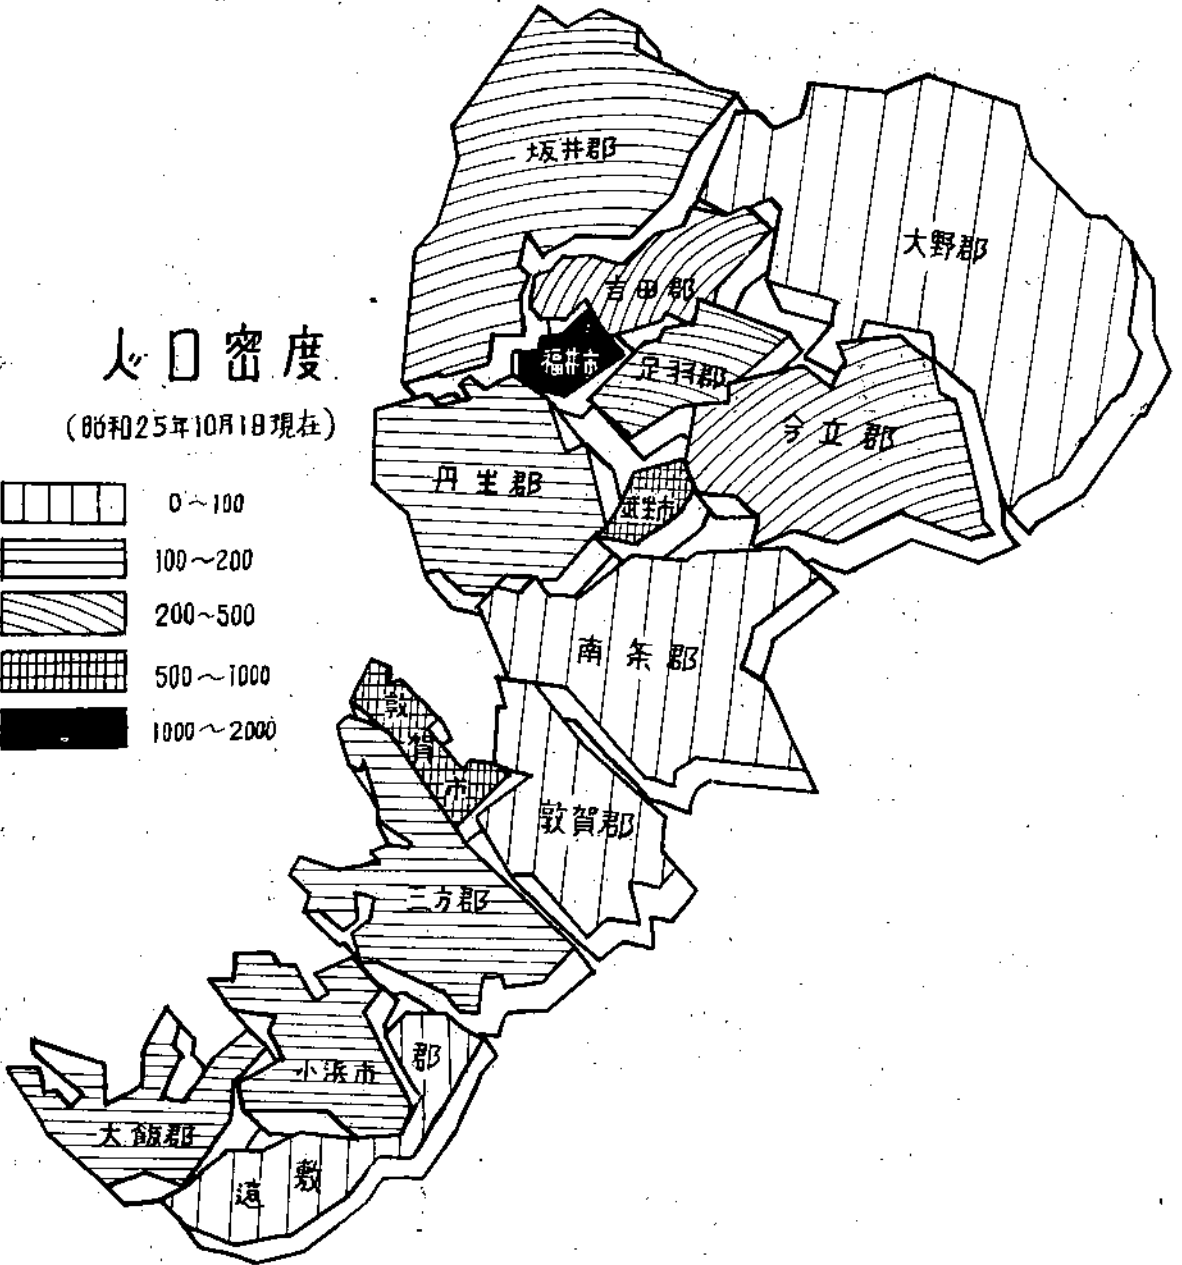 人口密度
(昭和25年10月1日現在)
0~100
100~200
200~500
500~1000
1000~2000
坂井郡
大野郡
吉田郡
福井市
足羽郡
今立郡
丹生郡
武生市
南条郡
敦賀市
敦賀郡
三方郡
小浜市
大飯郡
遠敷郡